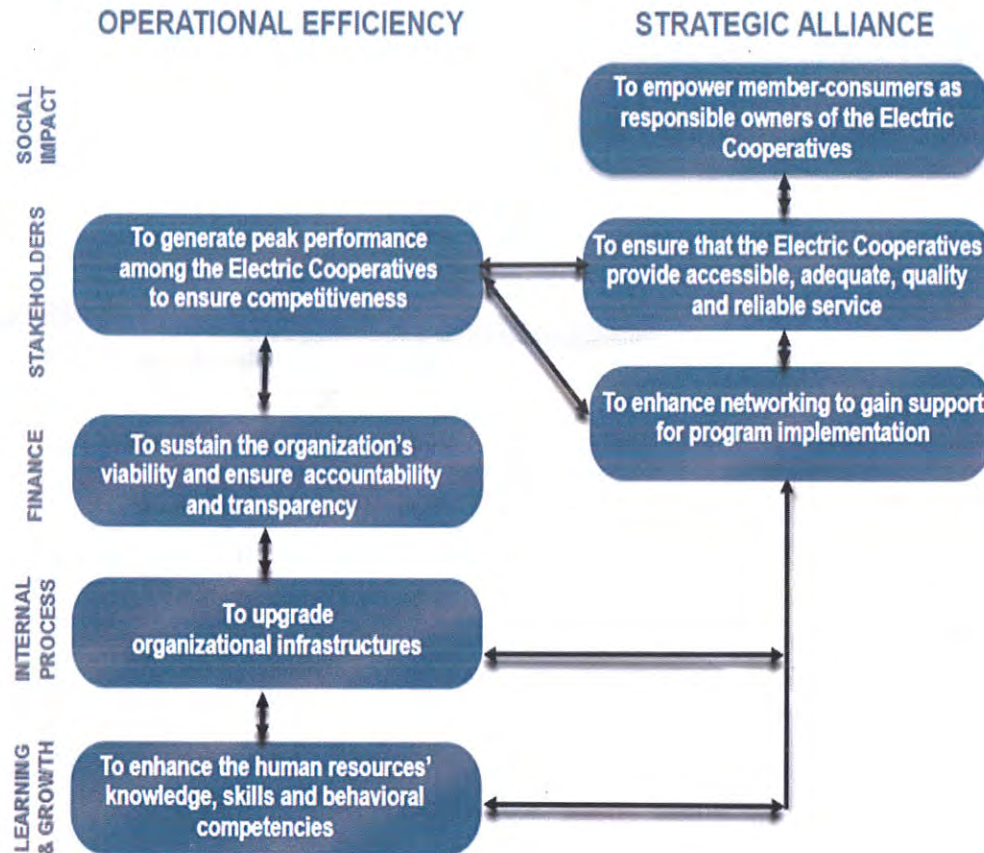 OPERATIONAL EFFICIENCY
STRATEGIC ALLIANCE
SOCIAL
IMPACT
To empower member-consumers as
responsible owners of the Electric
Cooperatives
STAKEHOLDERS
To generate peak performance
among the Electric Cooperatives
to ensure competitiveness
To ensure that the Electric Cooperatives
provide accessible, adequate, quality
and reliable service
To enhance networking to gain support
for program implementation
FINANCE
To sustain the organization's
viability and ensure accountability
and transparency
INTERNAL
PROCESS
To upgrade
organizational infrastructures
LEARNING
& GROWTH
To enhance the human resources'
knowledge, skills and behavioral
competencies